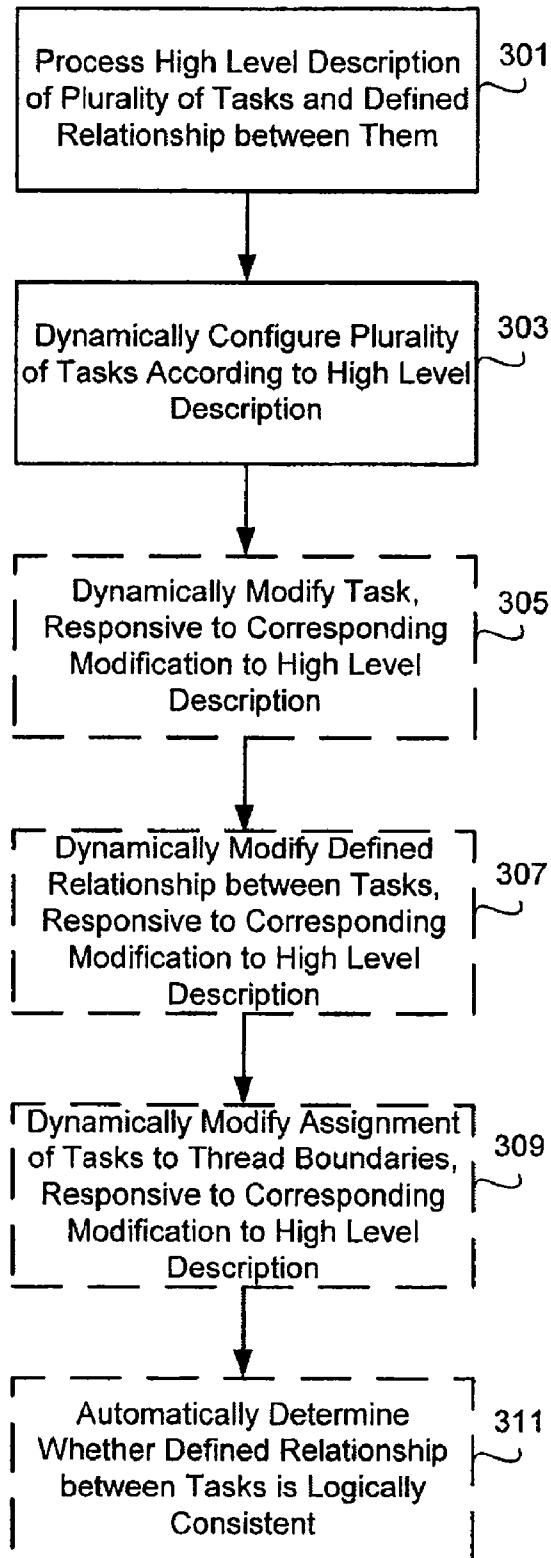 Process High Level Description
of Plurality of Tasks and Defined
Relationship between Them
301
Dynamically Configure Plurality
of Tasks According to High Level
Description
303
Dynamically Modify Task,
Responsive to Corresponding
Modification to High Level
Description
305
Dynamically Modify Defined
Relationship between Tasks,
Responsive to Corresponding
Modification to High Level
Description
307
Dynamically Modify Assignment
of Tasks to Thread Boundaries,
Responsive to Corresponding
Modification to High Level
Description
309
Automatically Determine
Whether Defined Relationship
between Tasks is Logically
Consistent
311